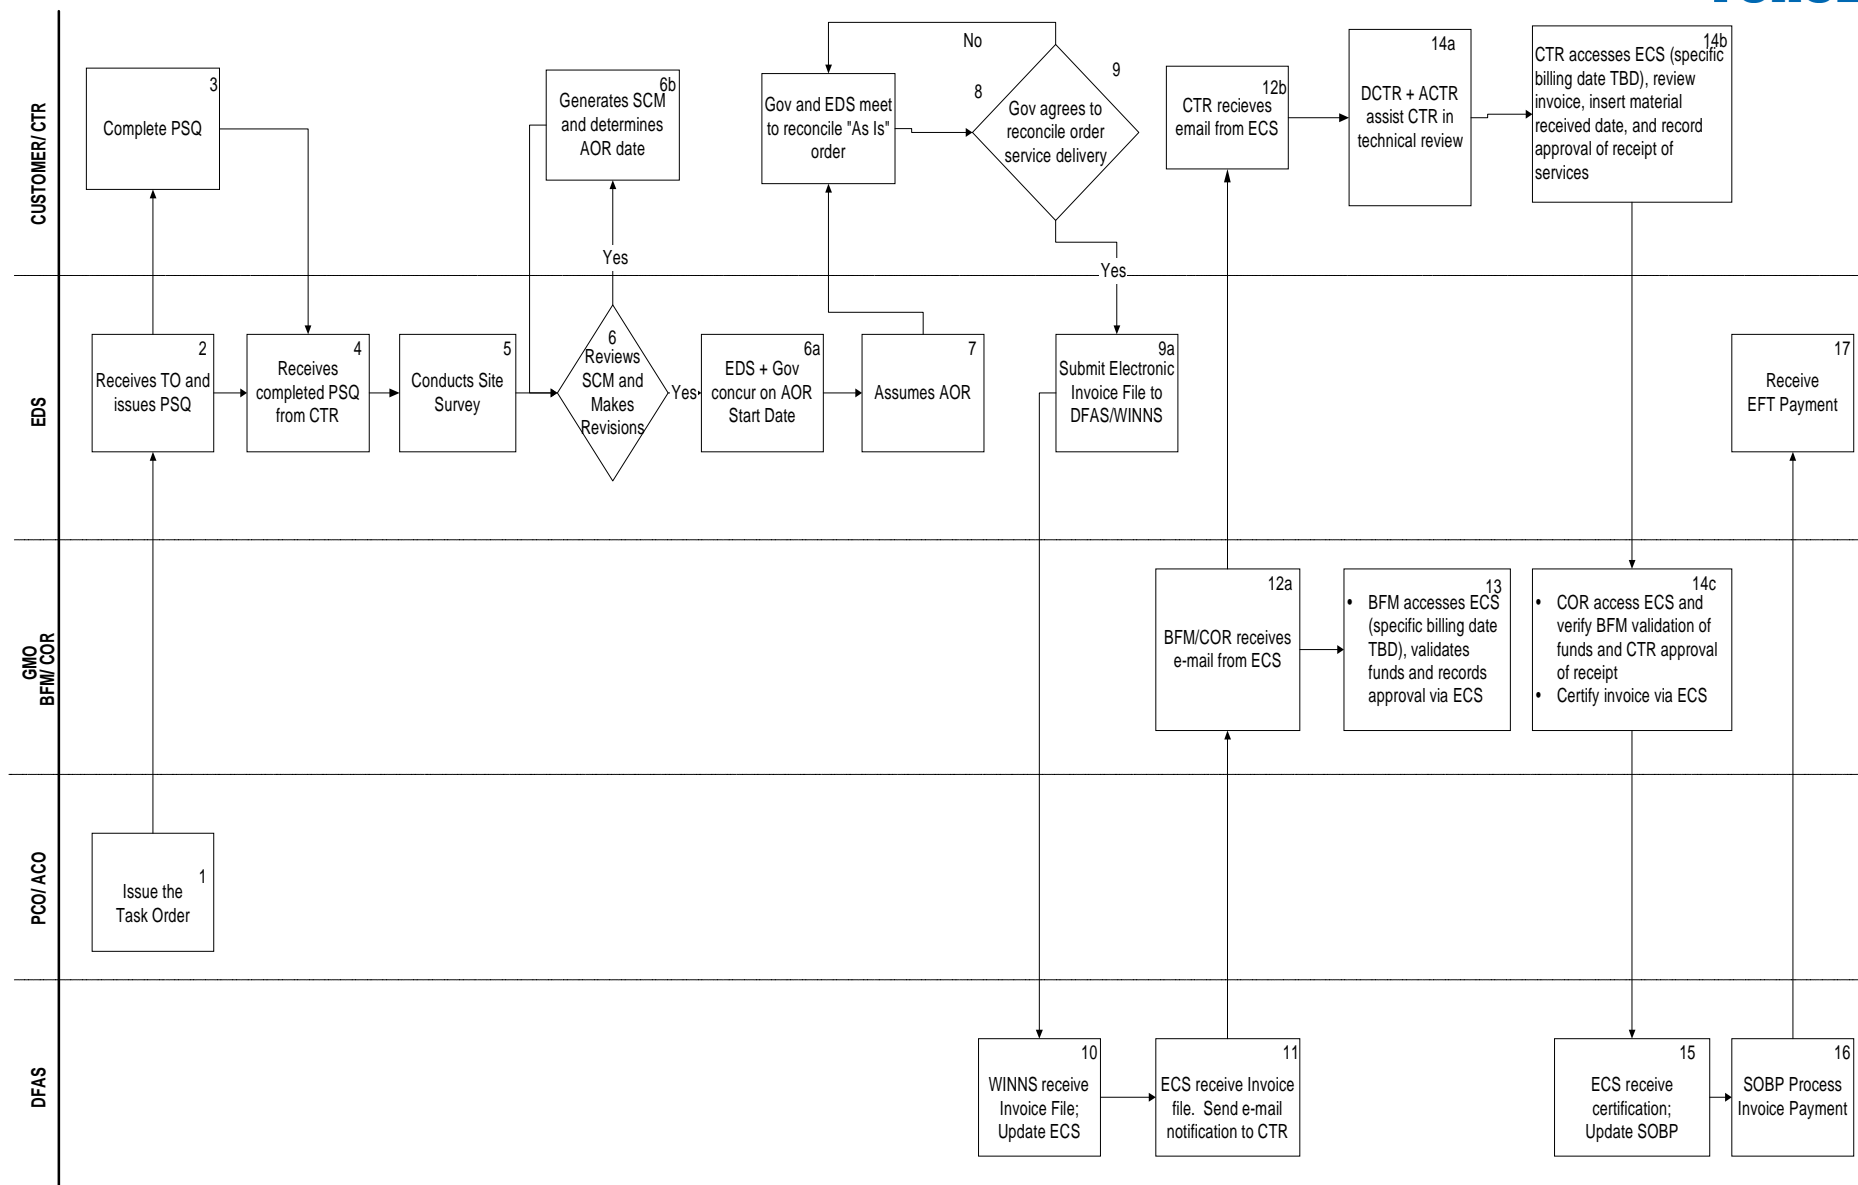 CUSTOMER/ CTR
3
Complete PSQ
6b
Generates SCM
and determines
AOR date
Gov and EDS meet
to reconcile "As Is"
order
No
8
9
Gov agrees to
reconcile order
service delivery
12b
CTR recieves
email from ECS
14a
DCTR + ACTR
assist CTR in
technical review
14b
CTR accesses ECS (specific
billing date TBD), review
invoice, insert material
received date, and record
approval of receipt of
services
Yes
Yes
EDS
2
Receives TO and
issues PSQ
4
Receives
completed PSQ
from CTR
5
Conducts Site
Survey
6
Reviews
SCM and
Makes
Revisions
Yes
6a
EDS + Gov
concur on AOR
Start Date
7
Assumes AOR
9a
Submit Electronic
Invoice File to
DFAS/WINNS
17
Receive
EFT Payment
GMO
BFM/ COR
12a
BFM/COR receives
e-mail from ECS
13
• BFM accesses ECS
(specific billing date
TBD), validates
funds and records
approval via ECS
14c
• COR access ECS and
verify BFM validation of
funds and CTR approval
of receipt
• Certify invoice via ECS
PCO/ ACO
1
Issue the
Task Order
DFAS
10
WINNS receive
Invoice File;
Update ECS
11
ECS receive Invoice
file. Send e-mail
notification to CTR
15
ECS receive
certification;
Update SOBP
16
SOBP Process
Invoice Payment